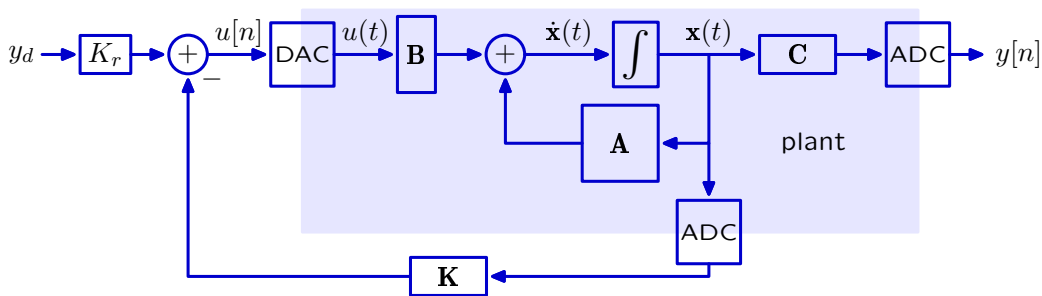 y_d K_r + u[n] DAC u(t) B + ẋ(t) ∫ x(t) C ADC y[n]
−
A plant
ADC
K